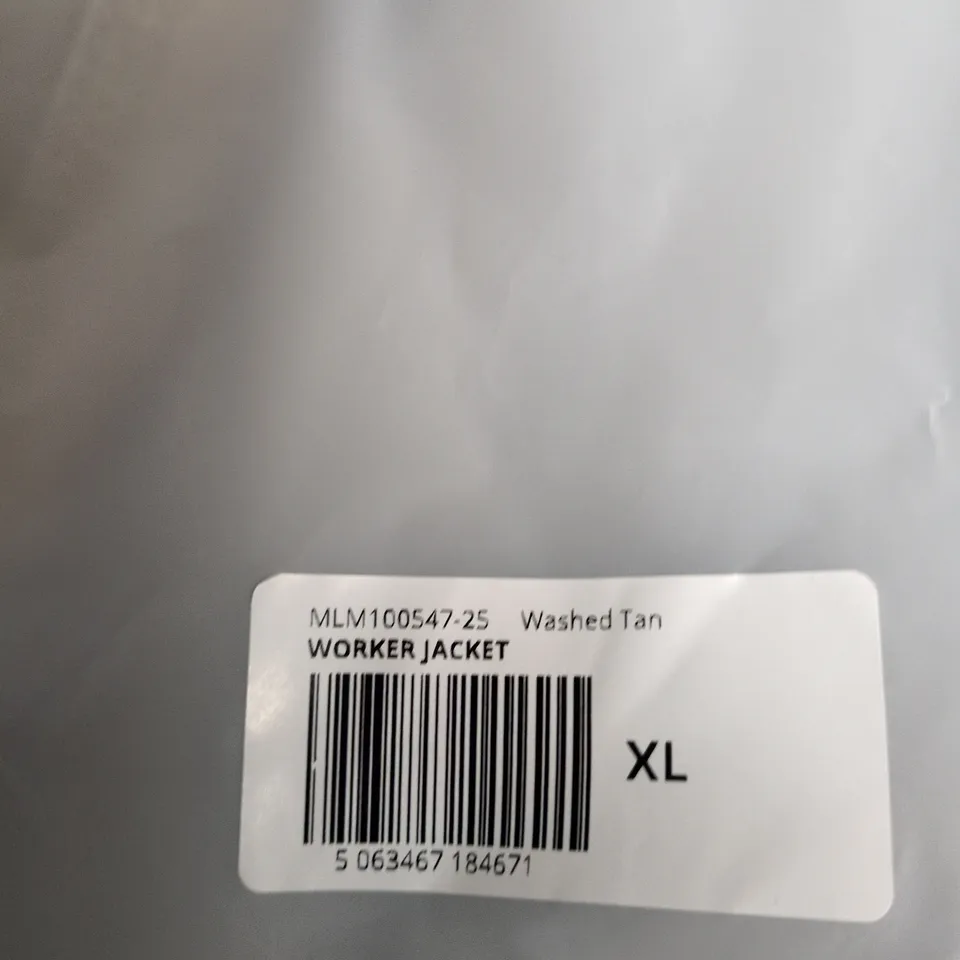 MLM100547-25 Washed Tan
WORKER JACKET
XL
5 063467 184671